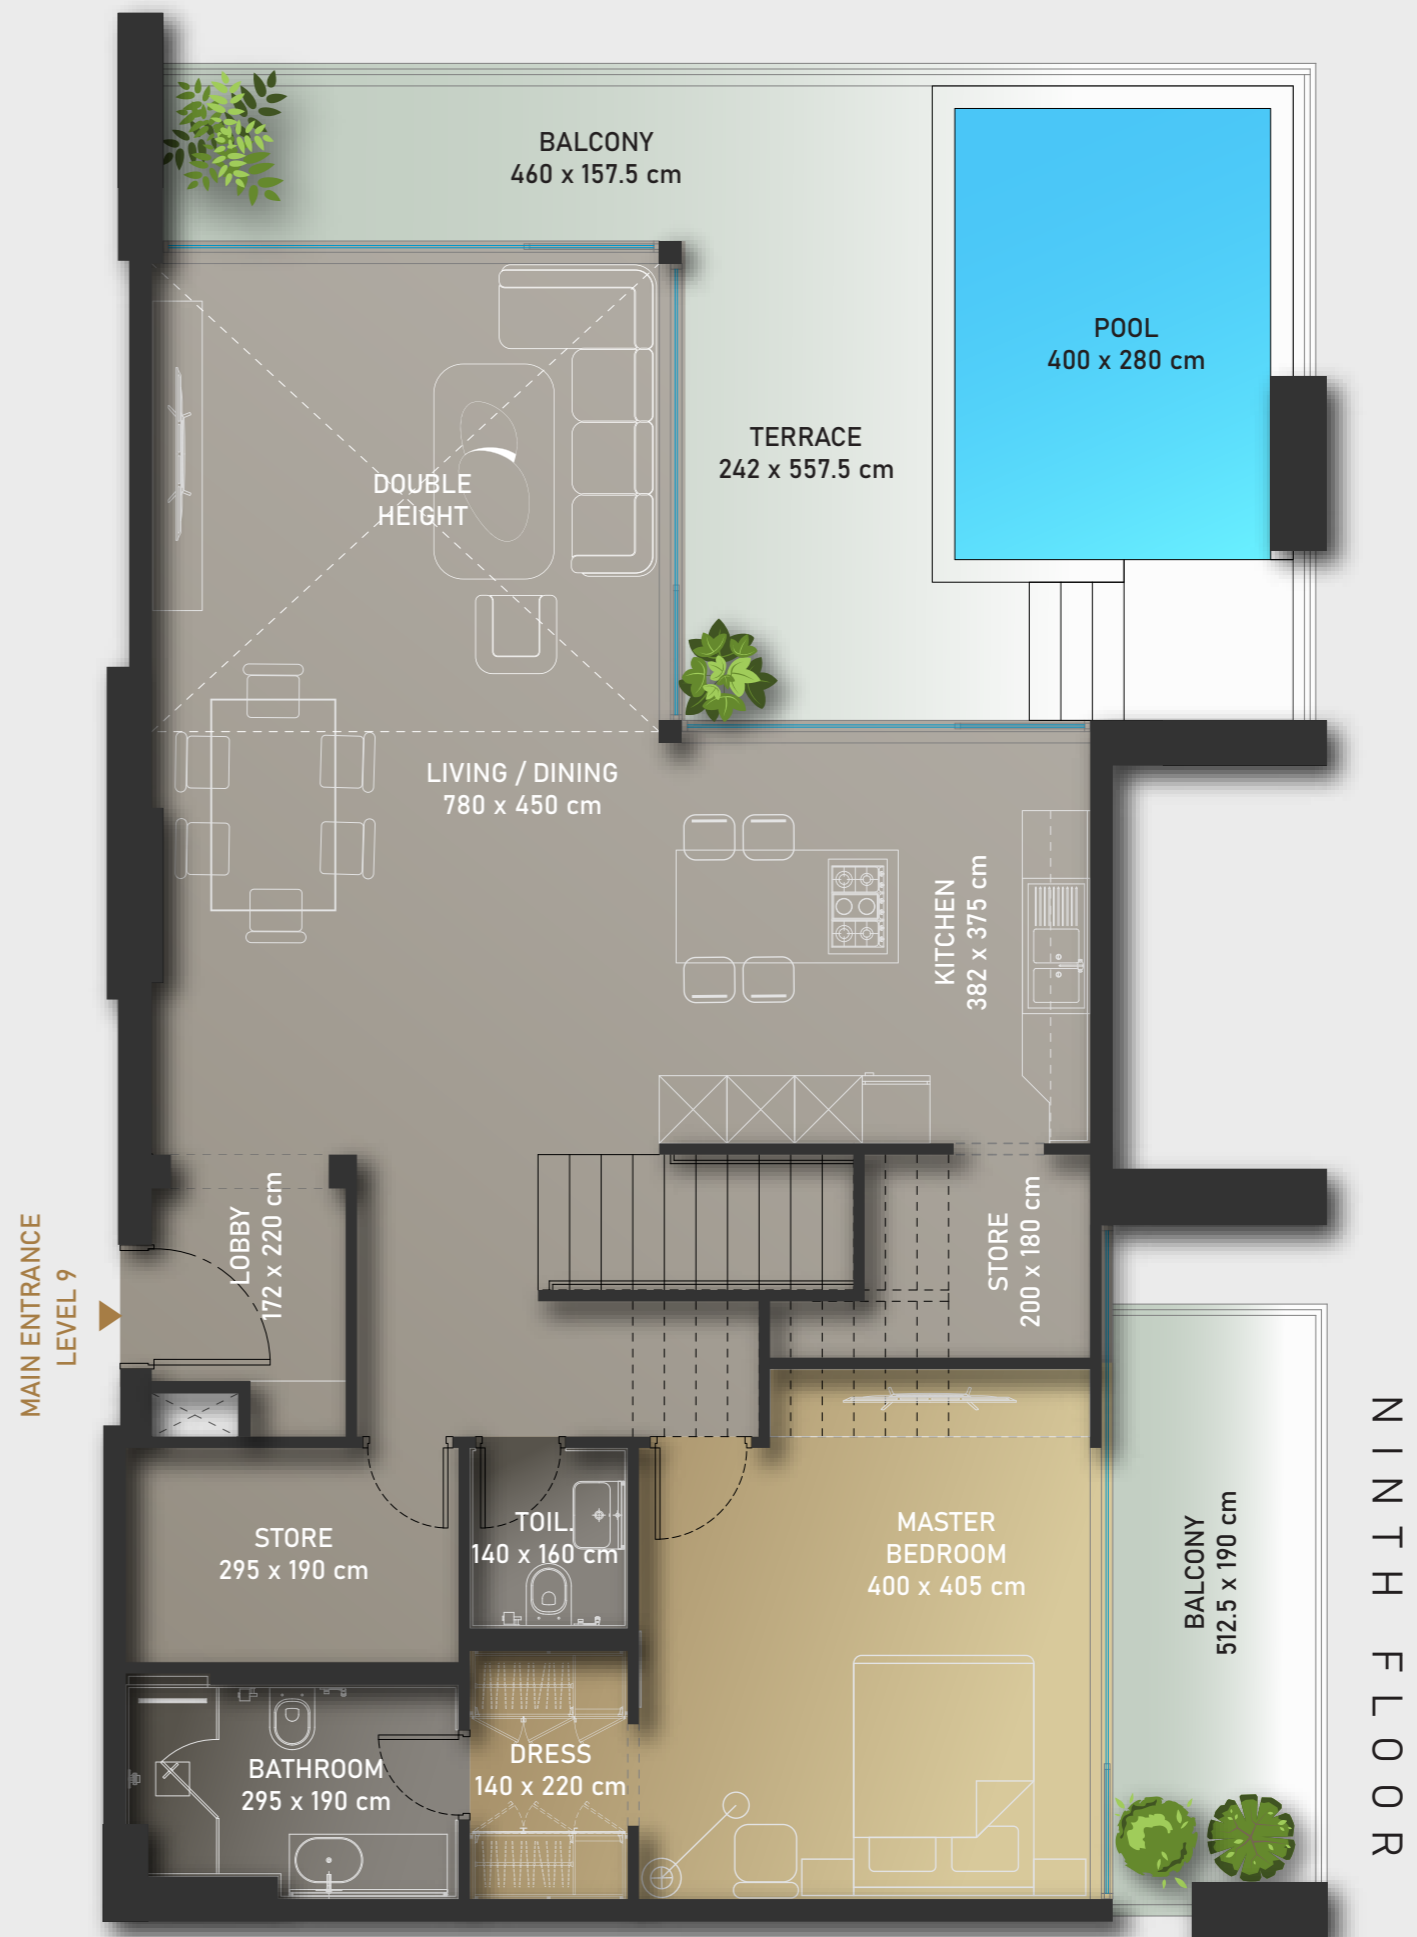 BALCONY
460 x 157.5 cm
POOL
400 x 280 cm
TERRACE
242 x 557.5 cm
DOUBLE
HEIGHT
LIVING / DINING
780 x 450 cm
KITCHEN
382 x 375 cm
LOBBY
172 x 220 cm
STORE
200 x 180 cm
MAIN ENTRANCE
LEVEL 9
STORE
295 x 190 cm
TOIL.
140 x 160 cm
MASTER
BEDROOM
400 x 405 cm
BALCONY
512.5 x 190 cm
NINTH FLOOR
BATHROOM
295 x 190 cm
DRESS
140 x 220 cm